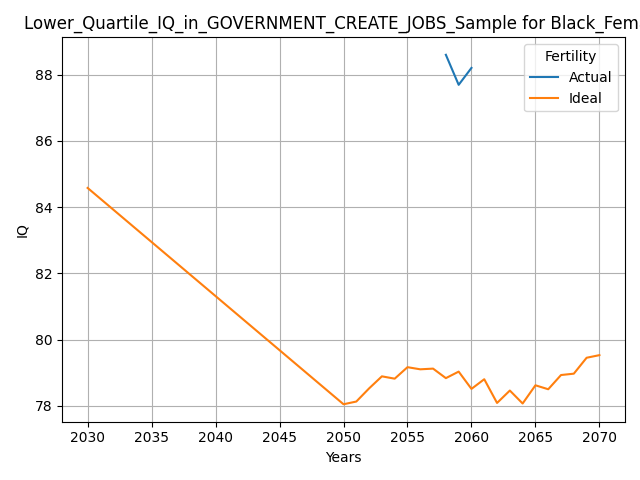 Lower_Quartile_IQ_in_GOVERNMENT_CREATE_JOBS_Sample for Black_Fem
Fertility
Actual
Ideal
88
86
84
82
80
78
IQ
2030 2035 2040 2045 2050 2055 2060 2065 2070
Years